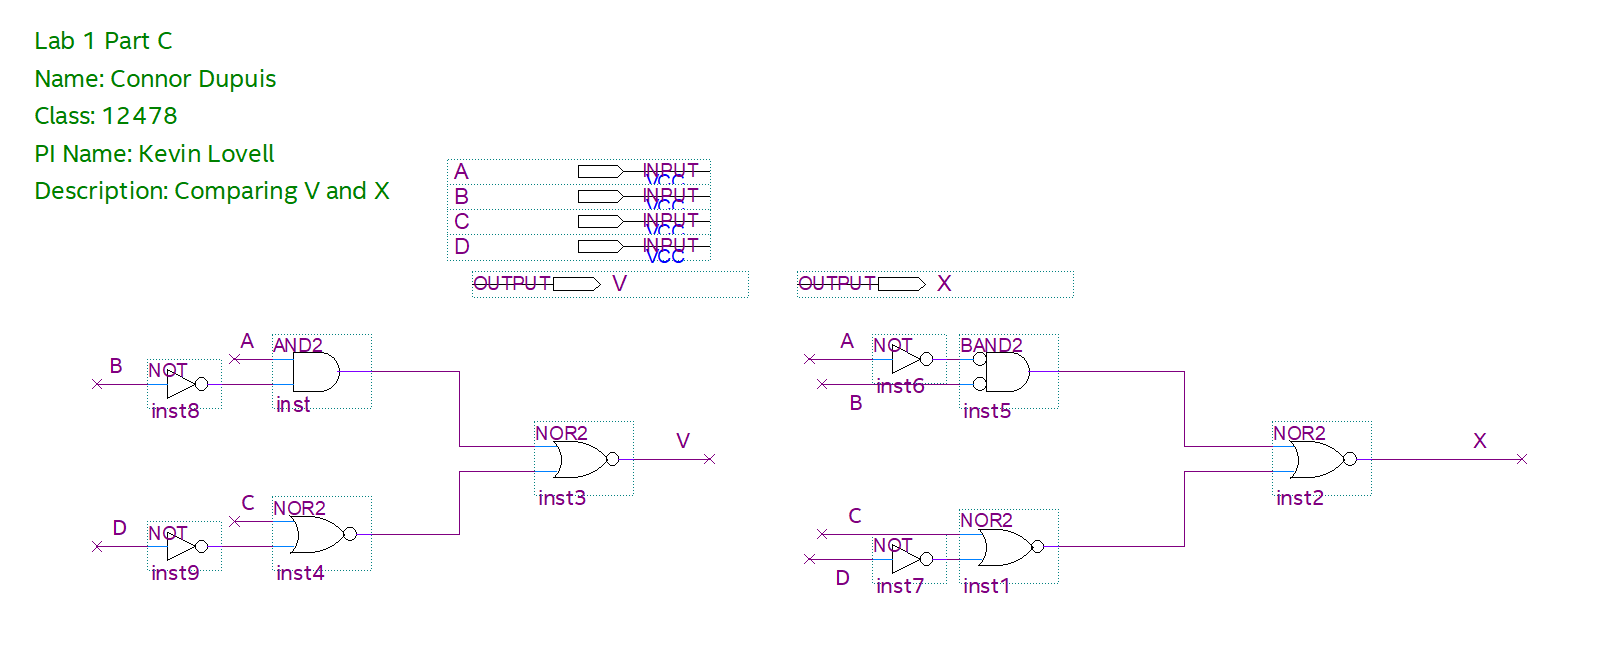 Lab 1 Part C
Name: Connor Dupuis
Class: 12478
PI Name: Kevin Lovell
Description: Comparing V and X
A INPUT
VCC
B INPUT
VCC
C INPUT
VCC
D INPUT
VCC
OUTPUT V
OUTPUT X
A AND2
B NOT
inst8 inst
C NOR2
D NOT
inst9 inst4
NOR2
V
inst3
A NOT BAND2
inst6
B inst5
C NOR2
NOT
D inst7 inst1
NOR2
X
inst2